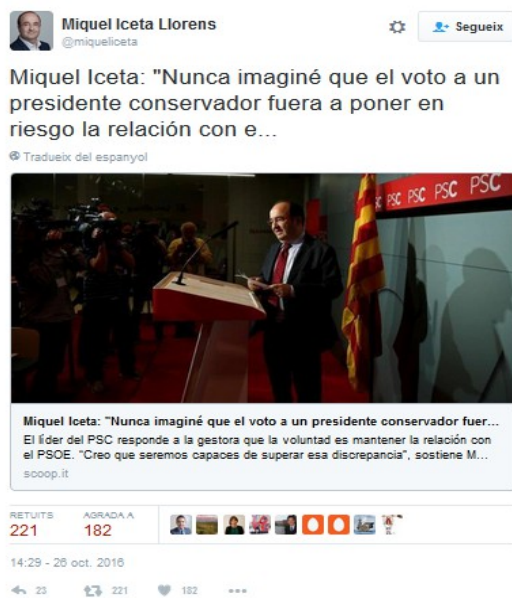 Miquel Iceta Llorens
@miqueliceta
Segueix
Miquel Iceta: "Nunca imaginé que el voto a un
presidente conservador fuera a poner en
riesgo la relación con e...
Tradueix del espanyol
PSC PSC PSC PSC
Miquel Iceta: "Nunca imaginé que el voto a un presidente conservador fuer...
El líder del PSC responde a la gestora que la voluntad es mantener la relación con
el PSOE. "Creo que seremos capaces de superar esa discrepancia", sostiene M...
scoop.it
RETUITS AGRADA A
221 182
14:29 - 26 oct. 2016
23 221 182